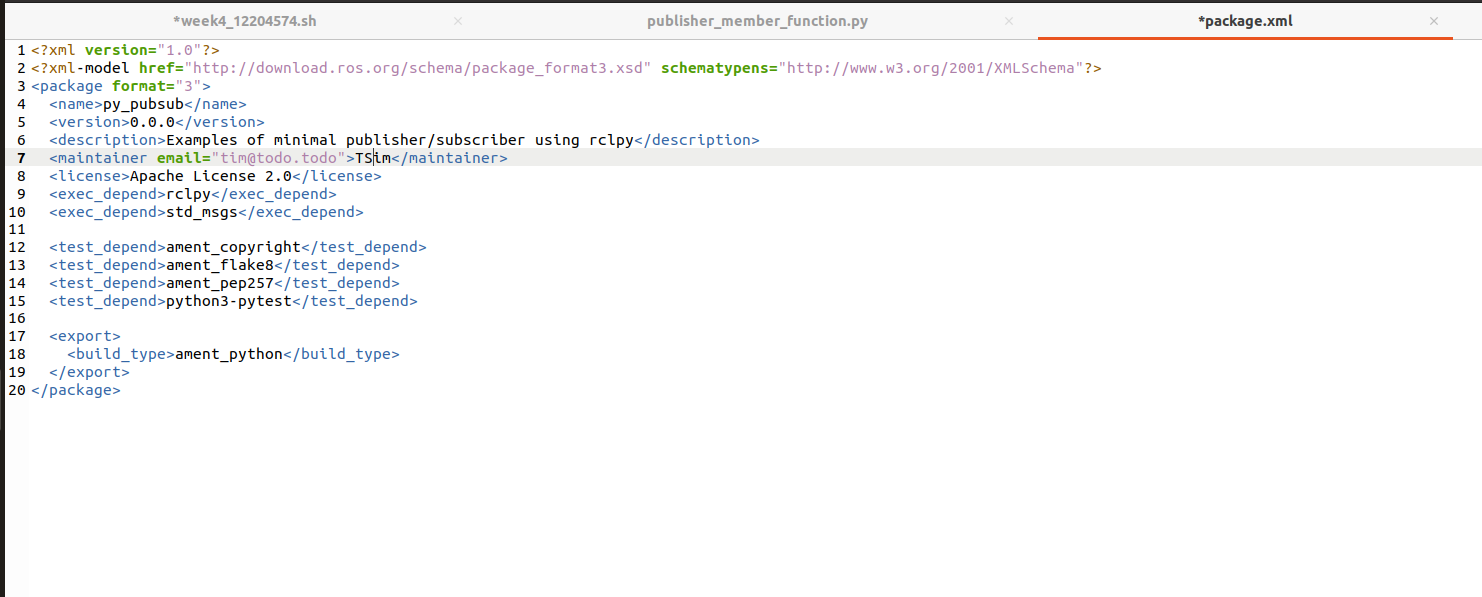 *week4_12204574.sh × publisher_member_function.py × *package.xml ×
1 <?xml version="1.0"?>
2 <?xml-model href="http://download.ros.org/schema/package_format3.xsd" schematypens="http://www.w3.org/2001/XMLSchema"?>
3 <package format="3">
4   <name>py_pubsub</name>
5   <version>0.0.0</version>
6   <description>Examples of minimal publisher/subscriber using rclpy</description>
7   <maintainer email="tim@todo.todo">TSim</maintainer>
8   <license>Apache License 2.0</license>
9   <exec_depend>rclpy</exec_depend>
10   <exec_depend>std_msgs</exec_depend>
11
12   <test_depend>ament_copyright</test_depend>
13   <test_depend>ament_flake8</test_depend>
14   <test_depend>ament_pep257</test_depend>
15   <test_depend>python3-pytest</test_depend>
16
17   <export>
18     <build_type>ament_python</build_type>
19   </export>
20 </package>